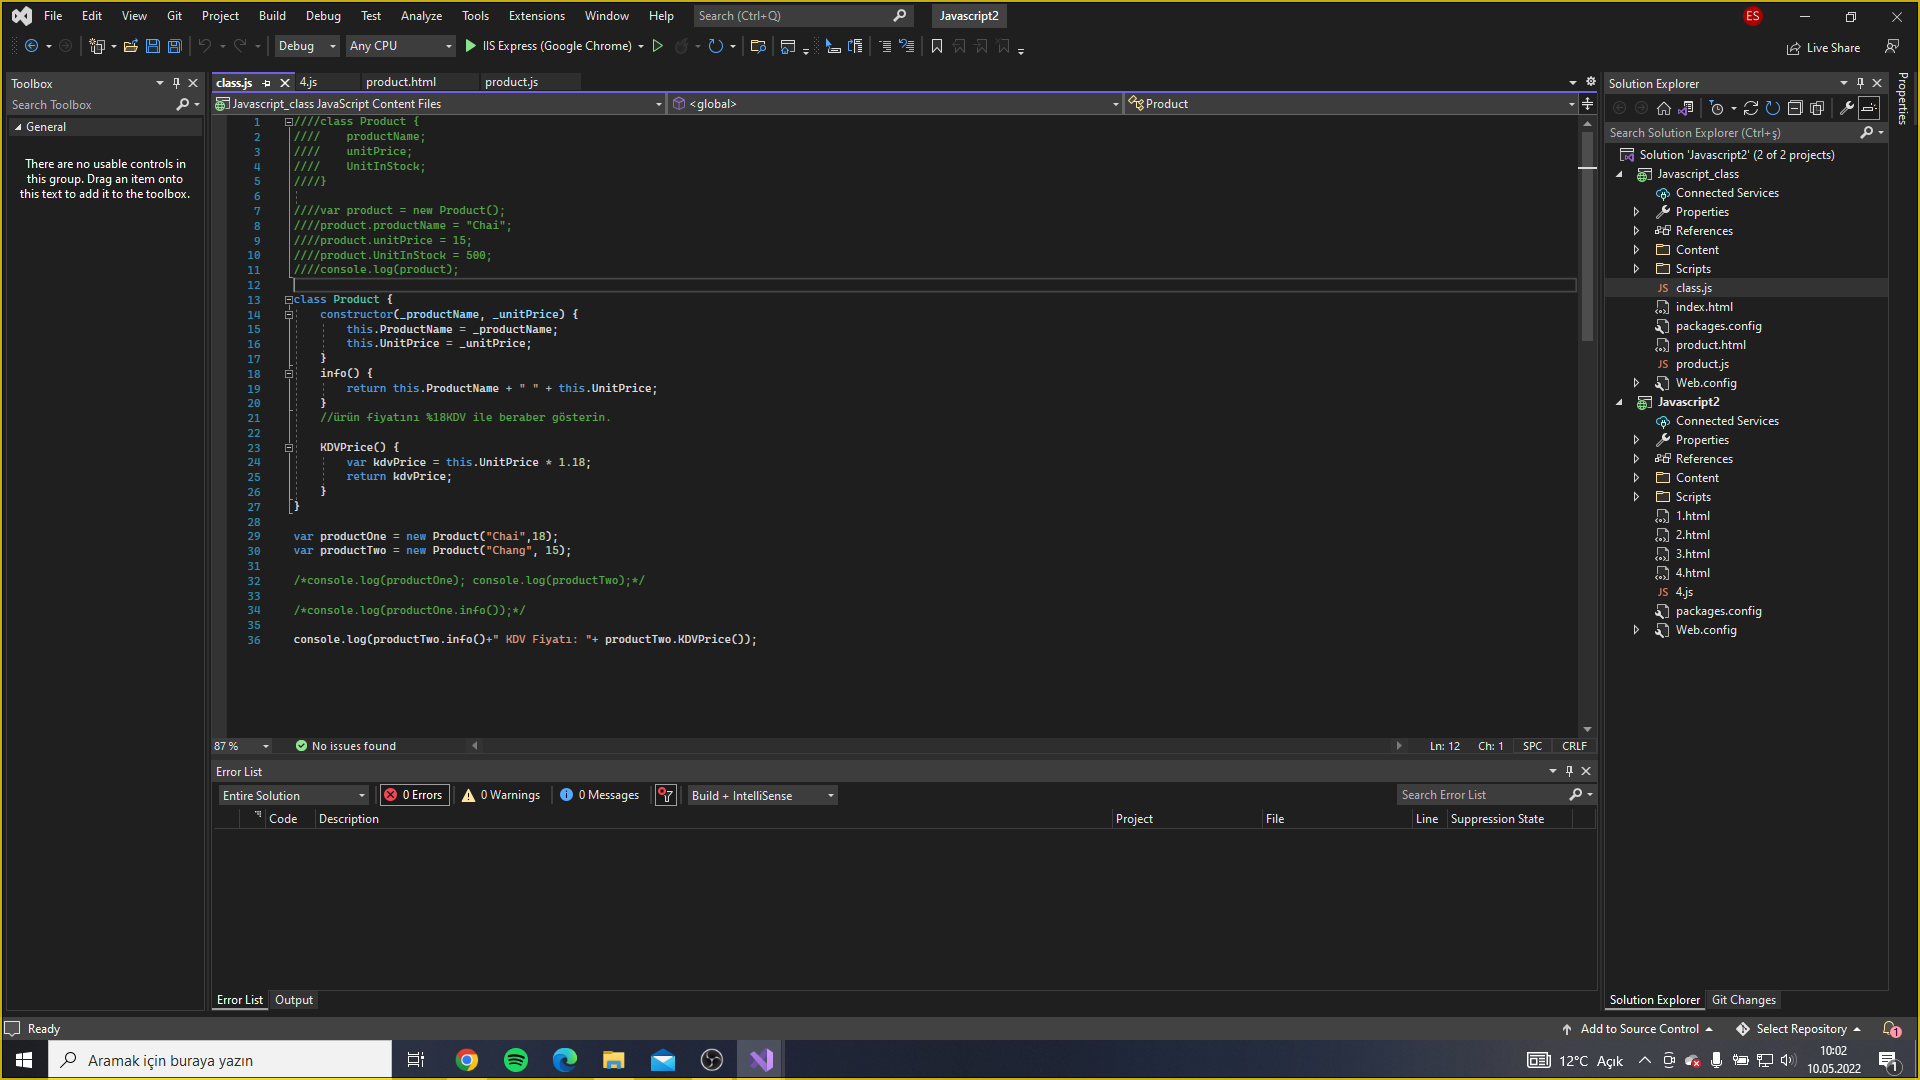 File Edit View Git Project Build Debug Test Analyze Tools Extensions Window Help Search (Ctrl+Q) Javascript2 ES
Debug Any CPU IIS Express (Google Chrome) Live Share
Toolbox
Search Toolbox
General
There are no usable controls in
this group. Drag an item onto
this text to add it to the toolbox.
class.js 4.js product.html product.js
Javascript_class JavaScript Content Files <global> Product
1 ////class Product {
2 //// productName;
3 //// unitPrice;
4 //// UnitInStock;
5 ////}
6
7 ////var product = new Product();
8 ////product.productName = "Chai";
9 ////product.unitPrice = 15;
10 ////product.UnitInStock = 500;
11 ////console.log(product);
12
13 class Product {
14 constructor(_productName, _unitPrice) {
15 this.ProductName = _productName;
16 this.UnitPrice = _unitPrice;
17 }
18 info() {
19 return this.ProductName + " " + this.UnitPrice;
20 }
21 //ürün fiyatını %18KDV ile beraber gösterin.
22
23 KDVPrice() {
24 var kdvPrice = this.UnitPrice * 1.18;
25 return kdvPrice;
26 }
27 }
28
29 var productOne = new Product("Chai",18);
30 var productTwo = new Product("Chang", 15);
31
32 /*console.log(productOne); console.log(productTwo);*/
33
34 /*console.log(productOne.info());*/
35
36 console.log(productTwo.info()+" KDV Fiyatı: "+ productTwo.KDVPrice());
87 % No issues found Ln: 12 Ch: 1 SPC CRLF
Error List
Entire Solution 0 Errors 0 Warnings 0 Messages Build + IntelliSense Search Error List
Code Description Project File Line Suppression State
Error List Output
Solution Explorer
Search Solution Explorer (Ctrl+ş)
Solution 'Javascript2' (2 of 2 projects)
Javascript_class
Connected Services
Properties
References
Content
Scripts
class.js
index.html
packages.config
product.html
product.js
Web.config
Javascript2
Connected Services
Properties
References
Content
Scripts
1.html
2.html
3.html
4.html
4.js
packages.config
Web.config
Solution Explorer Git Changes
Properties
Ready Add to Source Control Select Repository 1
Aramak için buraya yazın 12°C Açık 10:02
10.05.2022 1